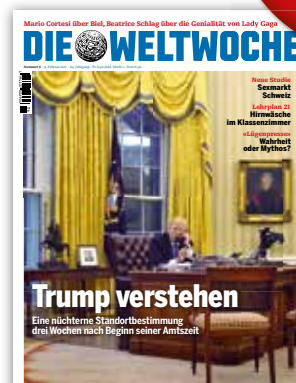 Mario Cortesi über Biel, Beatrice Schlag über die Genialität von Lady Gaga
DIE WELTWOCHE
Neue Studie
Sexmarkt
Schweiz
Lehrplan 21
Hirnwäsche
im Klassenzimmer
«Lügenpresse»
Wahrheit
oder Mythos?
Trump verstehen
Eine nüchterne Standortbestimmung
drei Wochen nach Beginn seiner Amtszeit